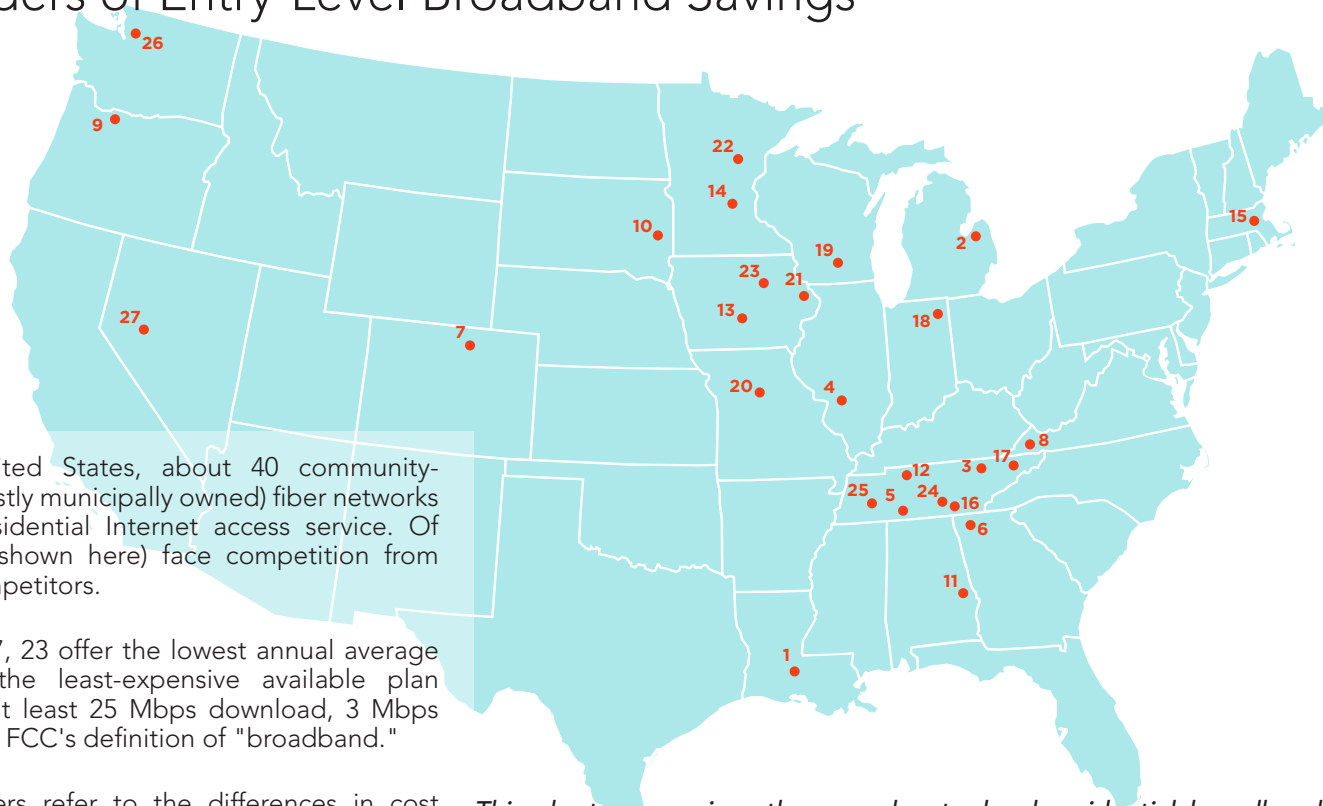 ders of Entry-Level Broadband Savings
26
9
22
14
10
15
2
19
23
21
27
13
18
7
20
4
8
17
3
12
25
5
24
16
6
11
1
ted States, about 40 community-
stly municipally owned) fiber networks
sidential Internet access service. Of
shown here) face competition from
petitors.
7, 23 offer the lowest annual average
the least-expensive available plan
t least 25 Mbps download, 3 Mbps
FCC's definition of "broadband."
ers refer to the differences in cost